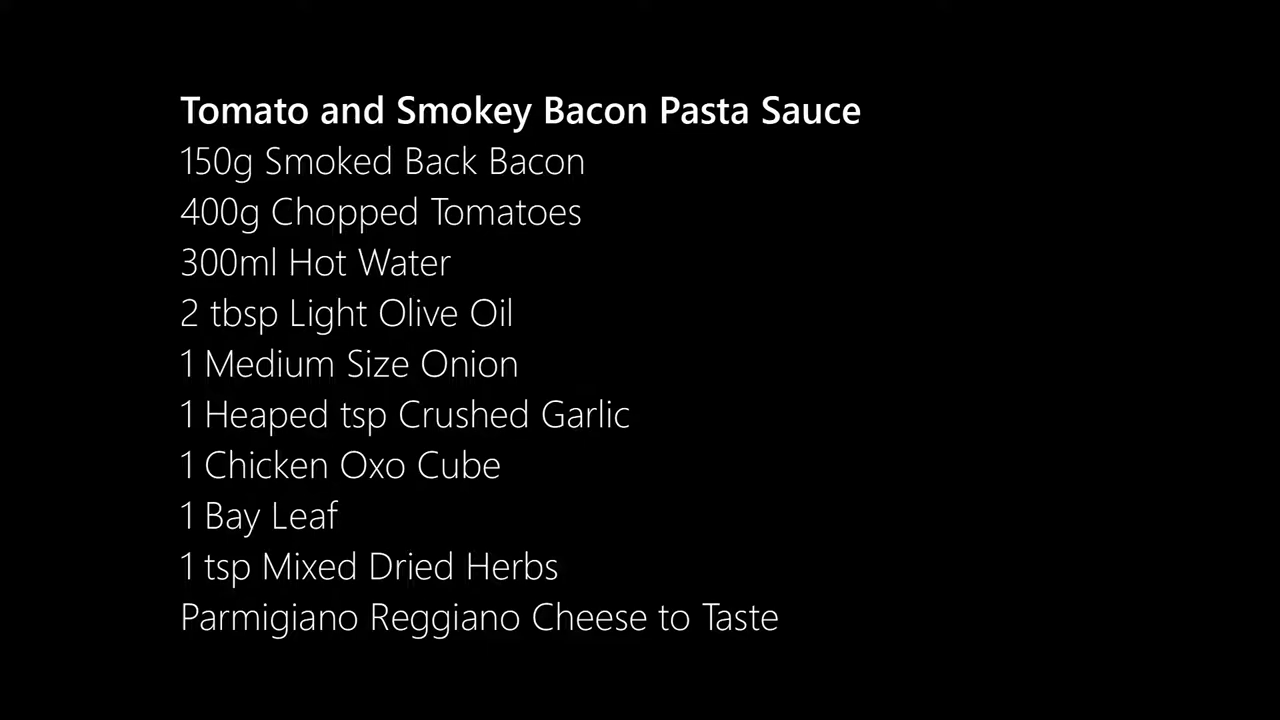 Tomato and Smokey Bacon Pasta Sauce
150g Smoked Back Bacon
400g Chopped Tomatoes
300ml Hot Water
2 tbsp Light Olive Oil
1 Medium Size Onion
1 Heaped tsp Crushed Garlic
1 Chicken Oxo Cube
1 Bay Leaf
1 tsp Mixed Dried Herbs
Parmigiano Reggiano Cheese to Taste